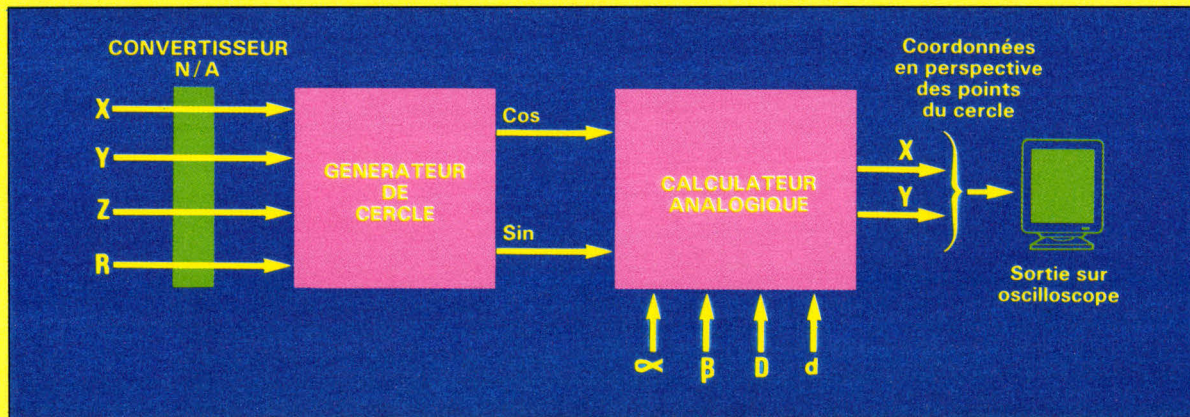 CONVERTISSEUR
N/A
X
Y
Z
R
GENERATEUR
DE
CERCLE
Cos
Sin
CALCULATEUR
ANALOGIQUE
α
β
D
d
X
Y
Coordonnées
en perspective
des points
du cercle
Sortie sur
oscilloscope